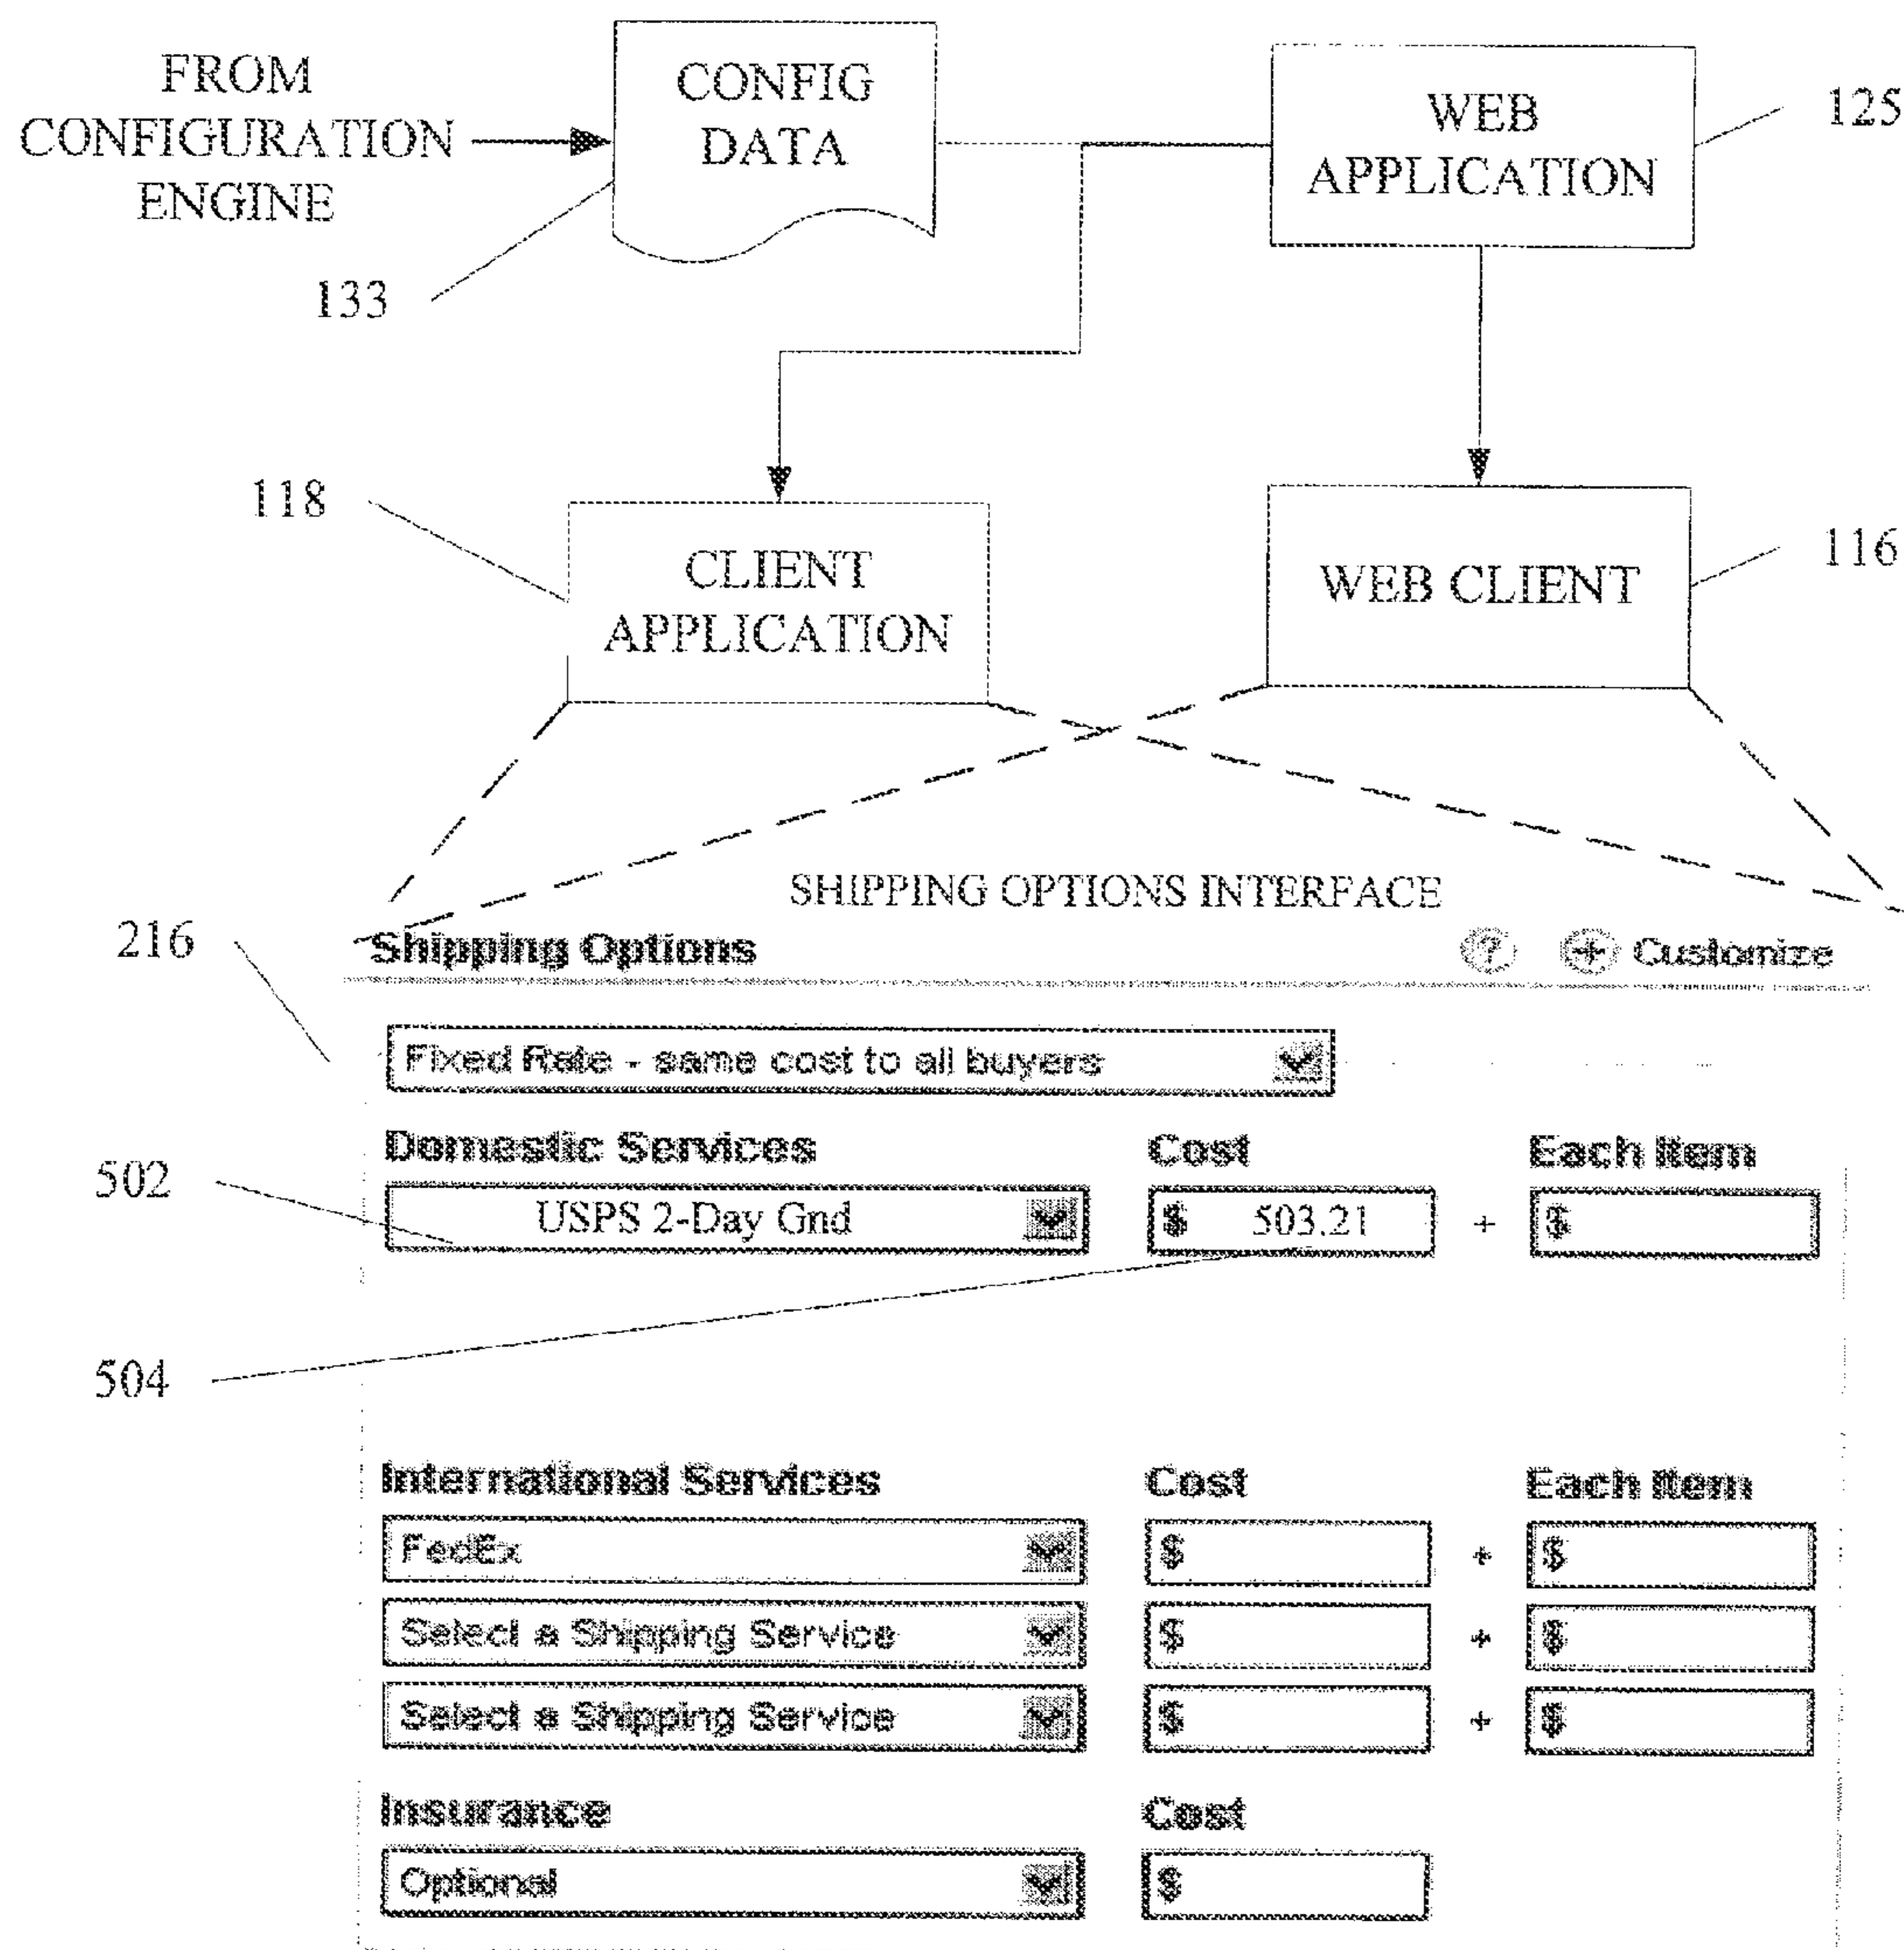 FROM
CONFIGURATION
ENGINE
CONFIG
DATA
WEB
APPLICATION
125
133
118
CLIENT
APPLICATION
WEB CLIENT
116
SHIPPING OPTIONS INTERFACE
216
Shipping Options
? + Customize
Fixed Rate - same cost to all buyers
Domestic Services Cost Each Item
502
USPS 2-Day Gnd $ 503.21 + $
504
International Services Cost Each Item
FedEx $ + $
Select a Shipping Service $ + $
Select a Shipping Service $ + $
Insurance Cost
Optional $